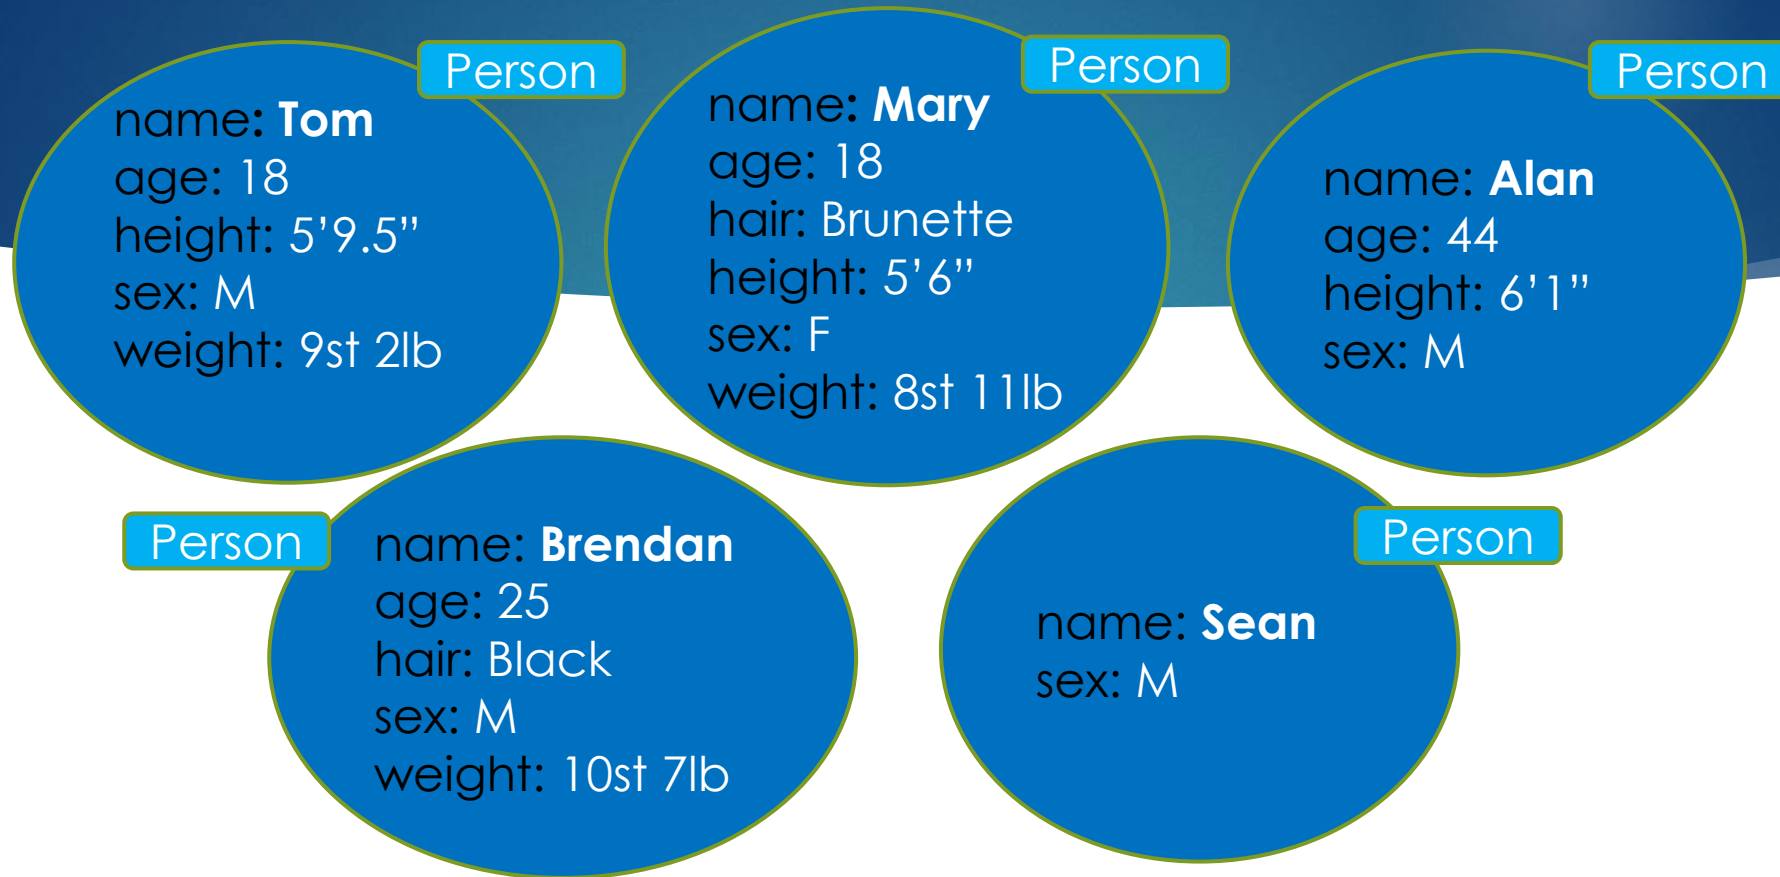 Person
name: Tom
age: 18
height: 5’9.5”
sex: M
weight: 9st 2lb
Person
name: Mary
age: 18
hair: Brunette
height: 5’6”
sex: F
weight: 8st 11lb
Person
name: Alan
age: 44
height: 6’1”
sex: M
Person
name: Brendan
age: 25
hair: Black
sex: M
weight: 10st 7lb
Person
name: Sean
sex: M